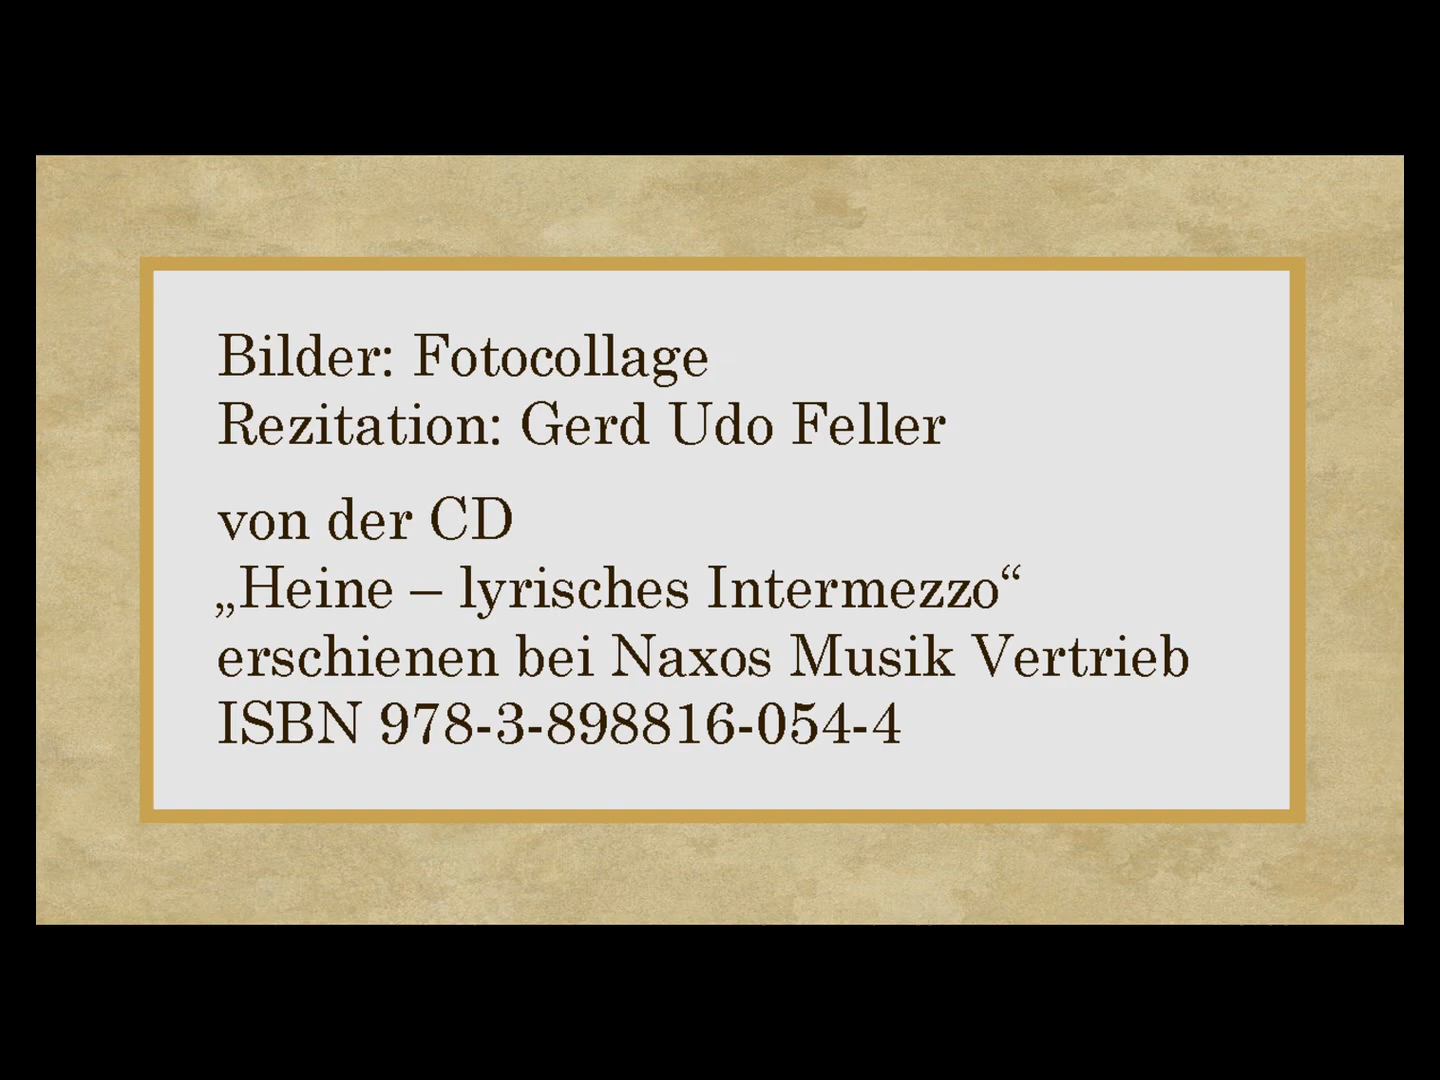 Bilder: Fotocollage
Rezitation: Gerd Udo Feller
von der CD
„Heine – lyrisches Intermezzo“
erschienen bei Naxos Musik Vertrieb
ISBN 978-3-898816-054-4